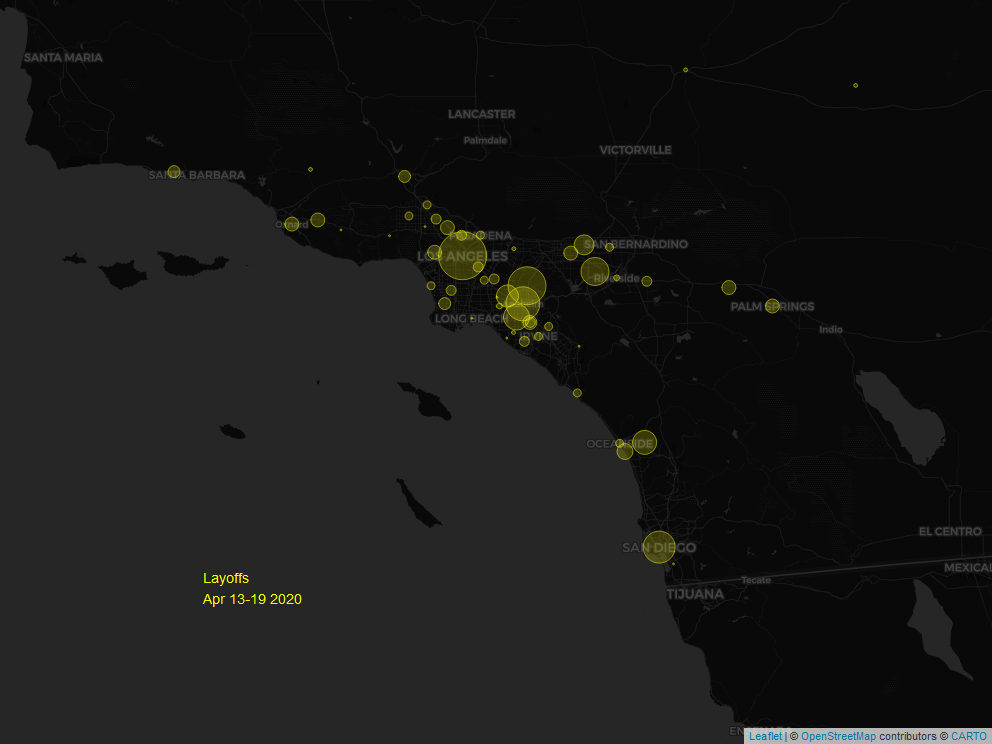 SANTA MARIA
LANCASTER
Palmdale
VICTORVILLE
SANTA BARBARA
Oxnard
PASADENA
LOS ANGELES
SAN BERNARDINO
Riverside
PALM SPRINGS
LONG BEACH
Indio
IRVINE
OCEANSIDE
EL CENTRO
SAN DIEGO
MEXICAL
Tecate
TIJUANA
Layoffs
Apr 13-19 2020
Leaflet | © OpenStreetMap contributors © CARTO